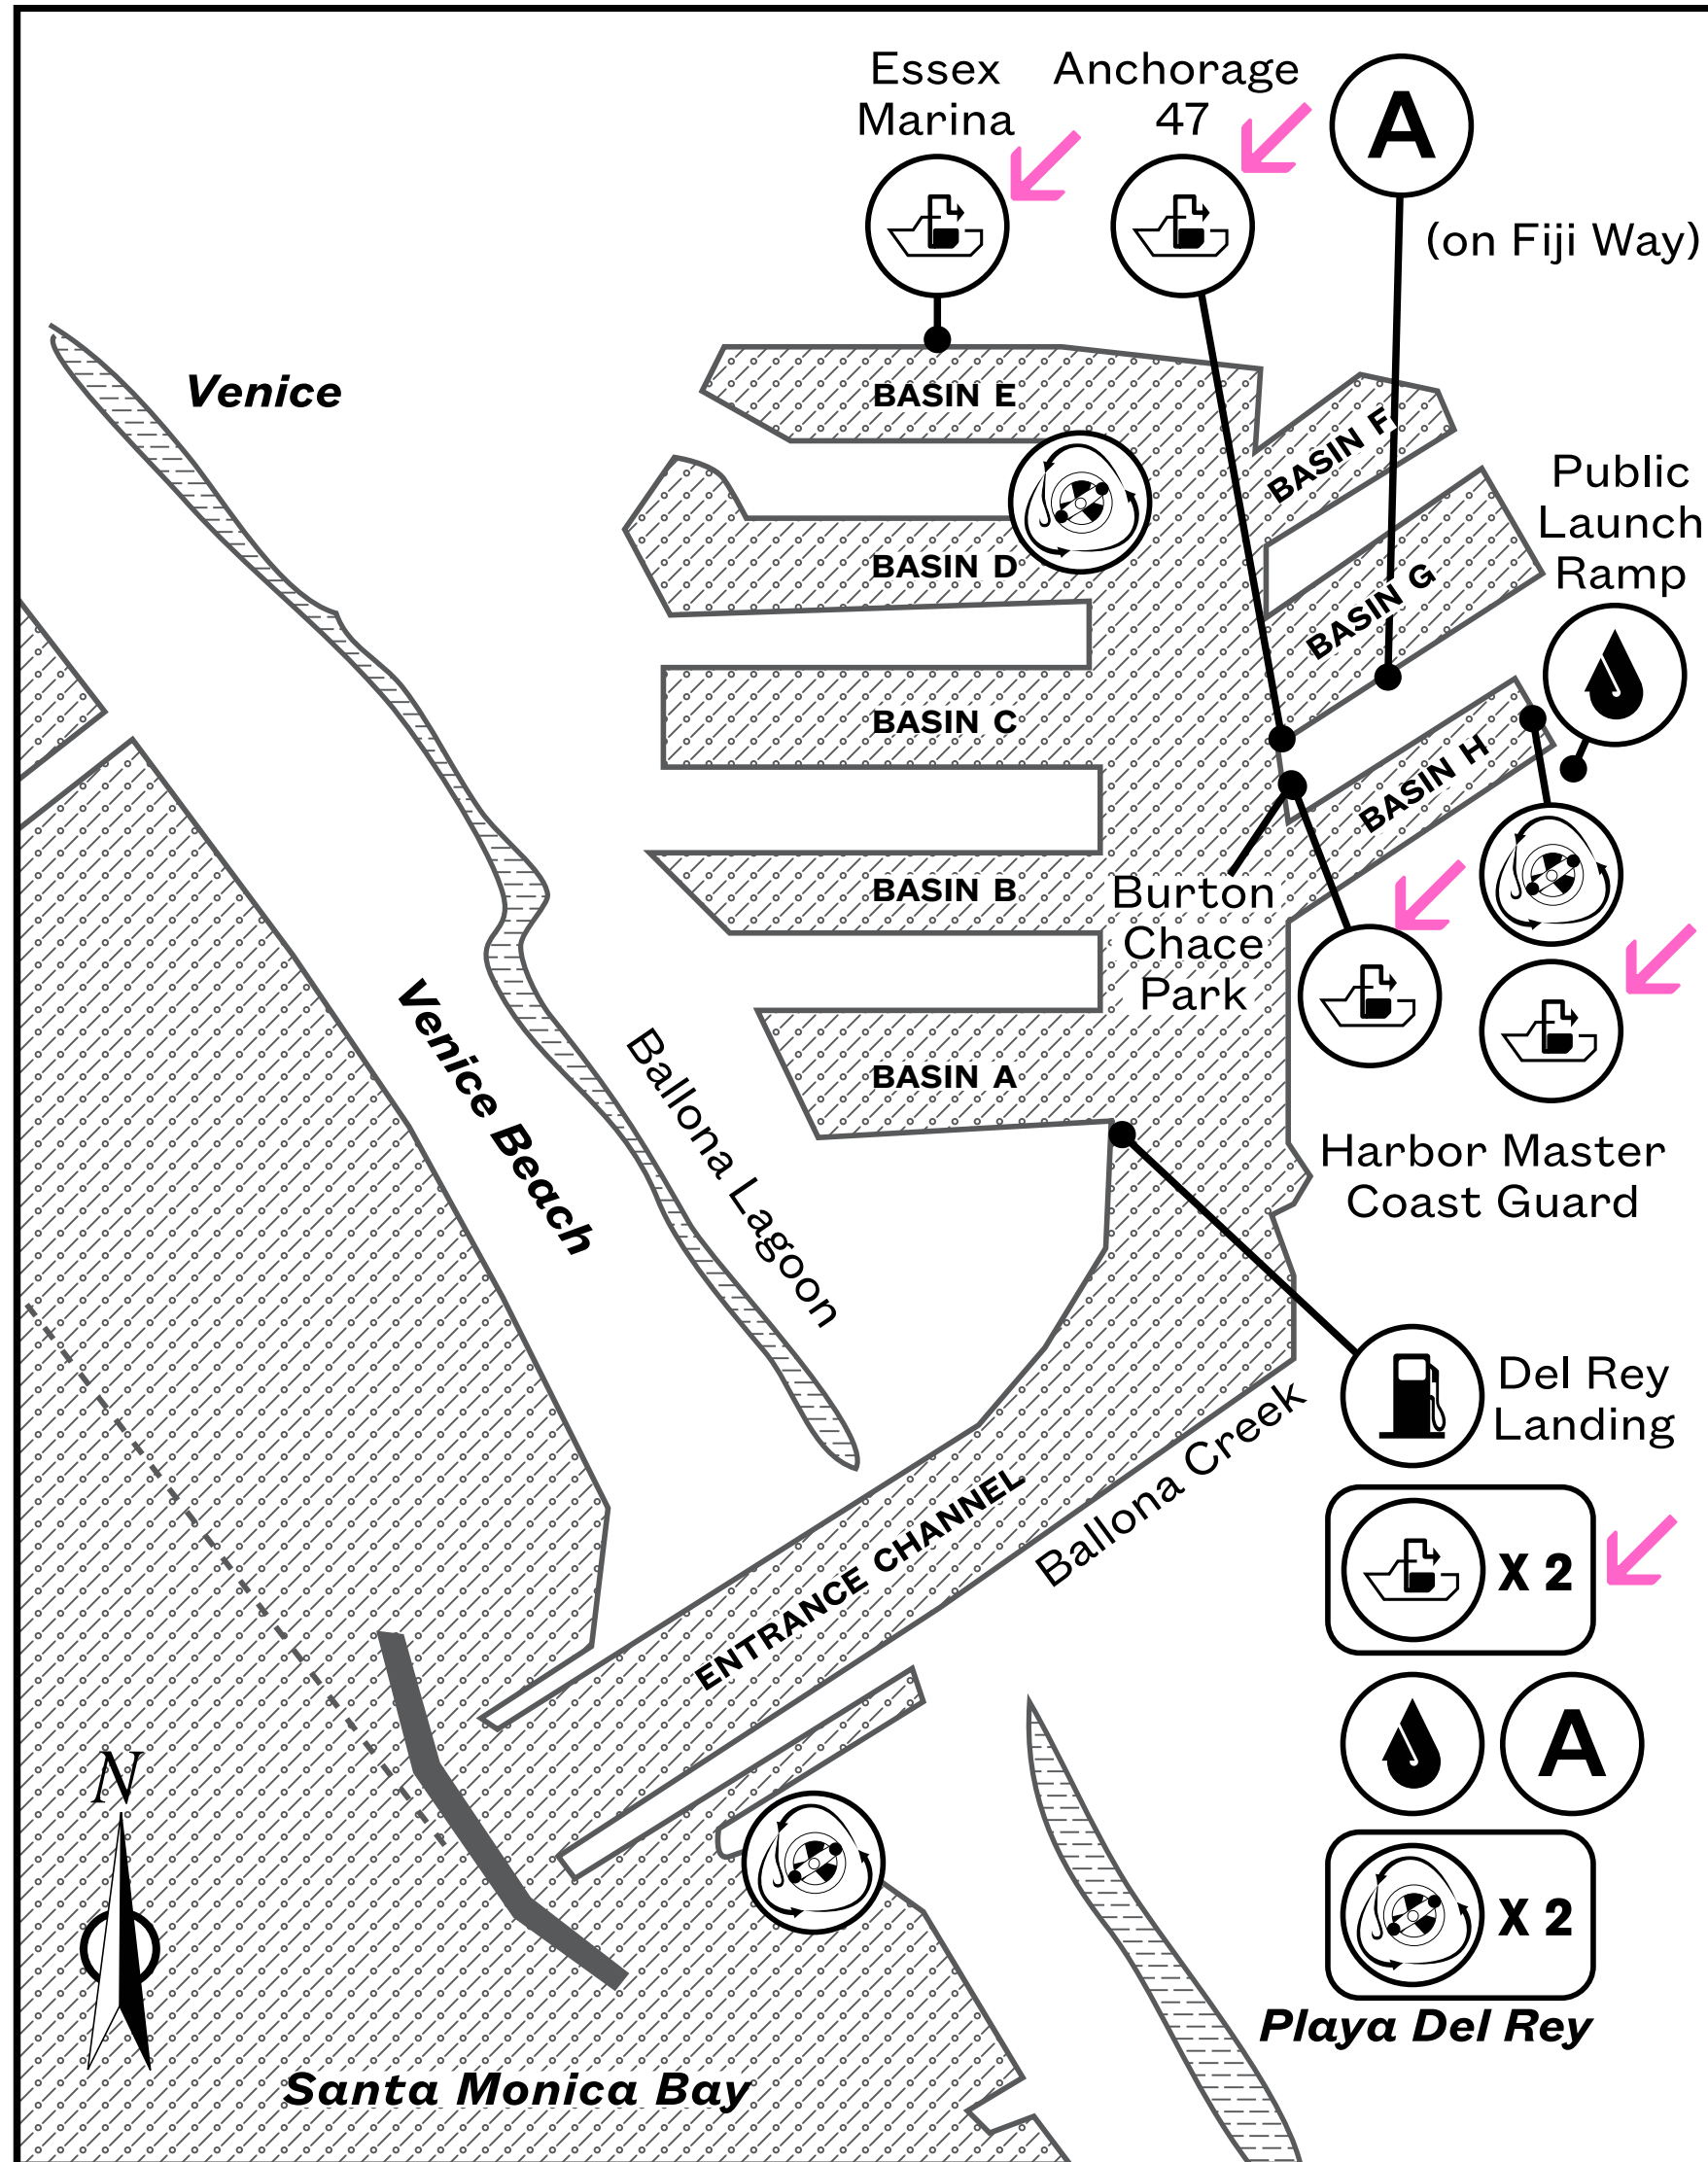 Essex
Marina
Anchorage
47
A
(on Fiji Way)
Venice
BASIN E
BASIN F
Public
Launch
Ramp
BASIN D
BASIN G
BASIN C
BASIN H
BASIN B
Burton
Chace
Park
Venice Beach
Ballona Lagoon
BASIN A
Harbor Master
Coast Guard
Del Rey
Landing
Ballona Creek
ENTRANCE CHANNEL
X 2
A
N
X 2
Playa Del Rey
Santa Monica Bay